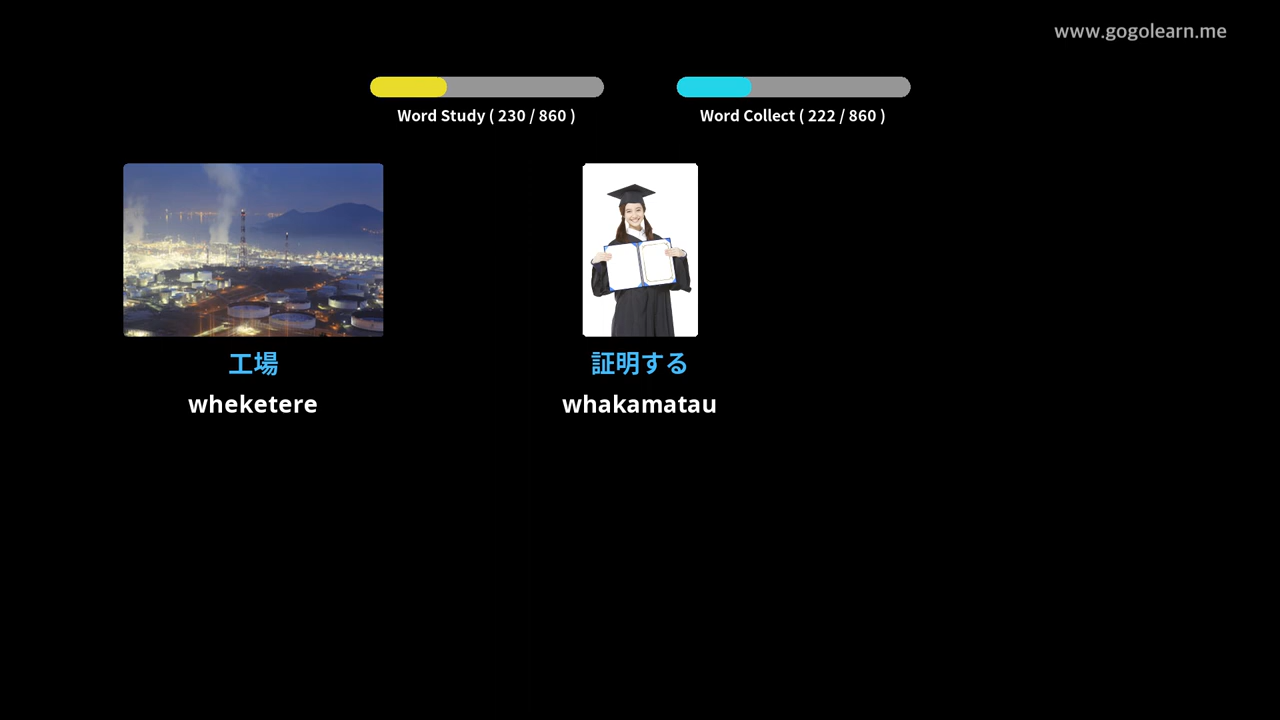 www.gogolearn.me
Word Study ( 230 / 860 )
Word Collect ( 222 / 860 )
工場
wheketere
証明する
whakamatau